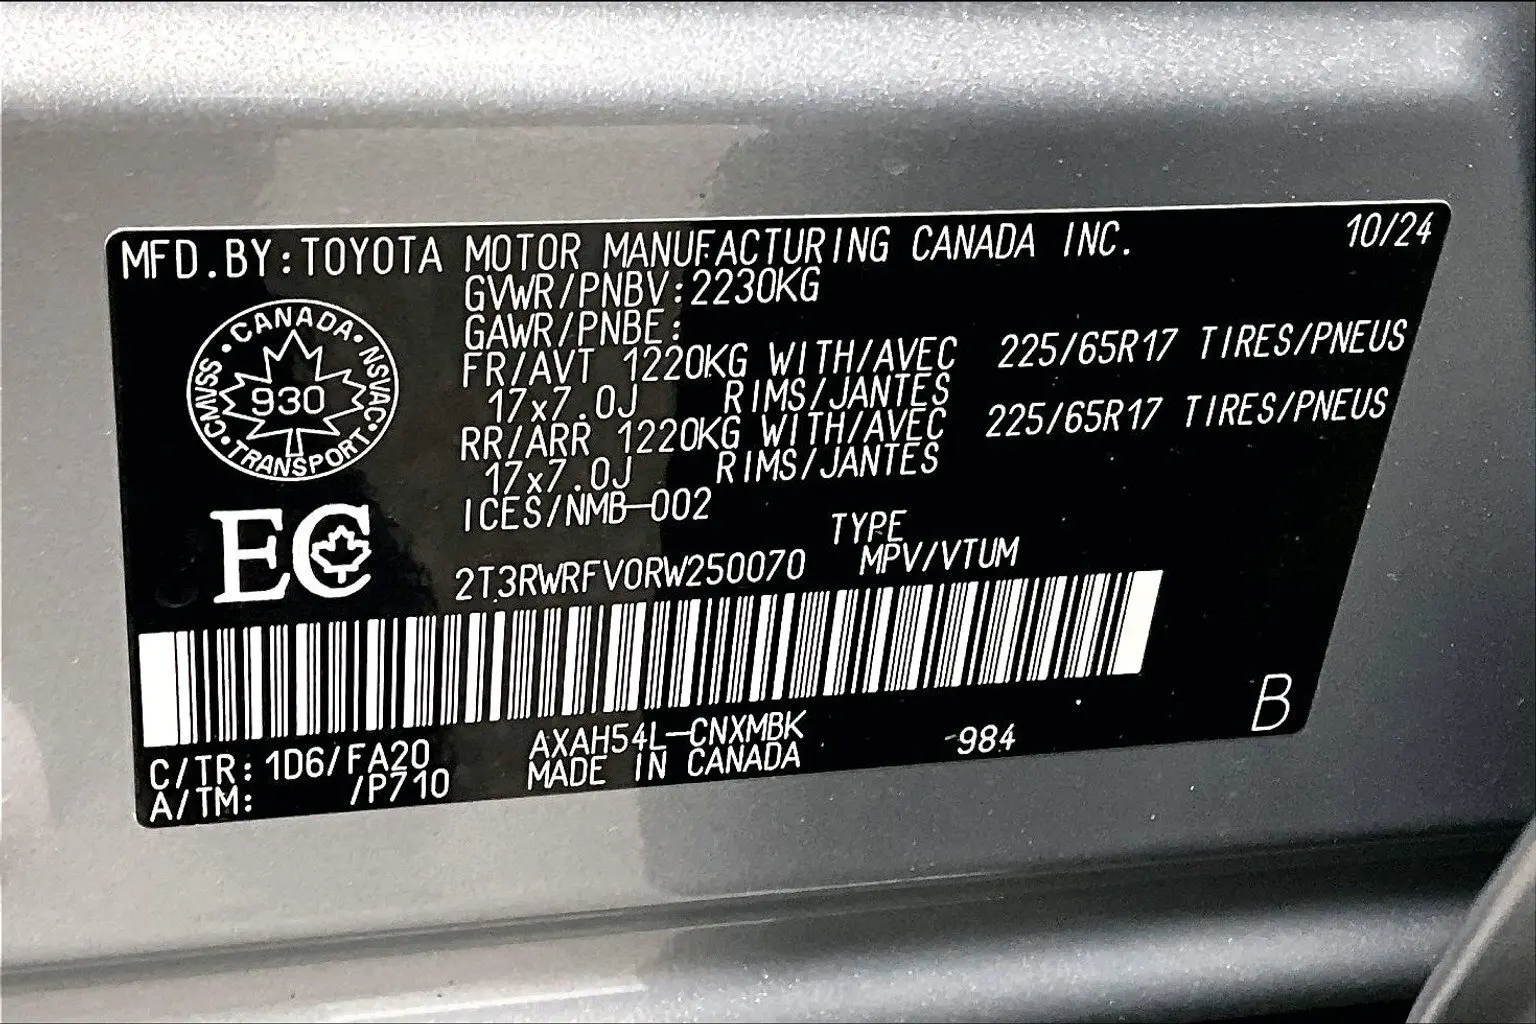 MFD.BY:TOYOTA MOTOR MANUFACTURING CANADA INC. 10/24
GVWR/PNBV:2230KG
GAWR/PNBE:
FR/AVT 1220KG WITH/AVEC 225/65R17 TIRES/PNEUS
17x7.0J RIMS/JANTES
RR/ARR 1220KG WITH/AVEC 225/65R17 TIRES/PNEUS
17x7.0J RIMS/JANTES
ICES/NMB-002
CANADA • NSVAC • TRANSPORT • CMVSS •
930
EC
TYPE
2T3RWRFV0RW250070 MPV/VTUM
C/TR: 1D6/FA20 AXAH54L-CNXMBK -984 B
A/TM: /P710 MADE IN CANADA